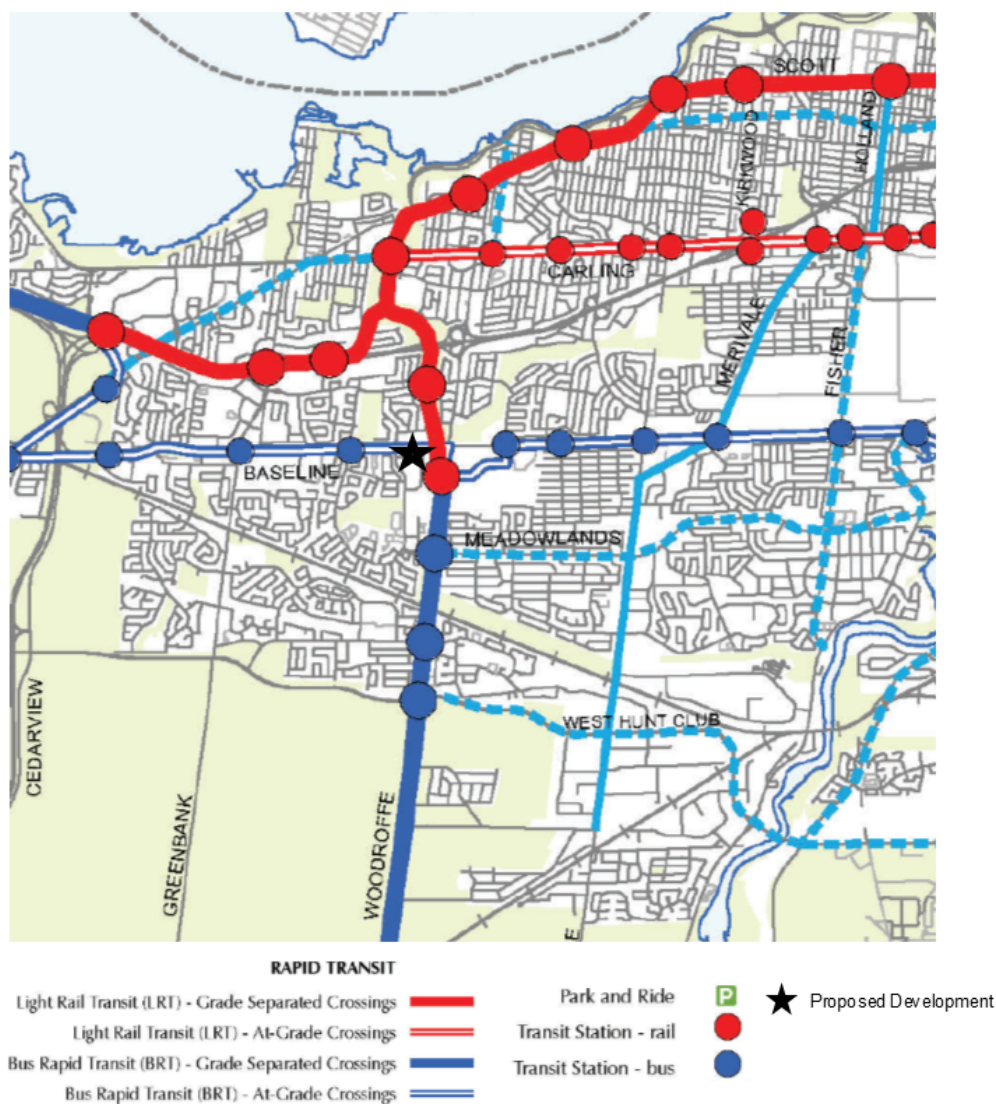 SCOTT
KIRKWOOD
HOLLAND
CARLING
MERIVALE
FISHER
BASELINE
MEADOWLANDS
WEST HUNT CLUB
CEDARVIEW
GREENBANK
WOODROFFE
E
RAPID TRANSIT
Light Rail Transit (LRT) - Grade Separated Crossings
Light Rail Transit (LRT) - At-Grade Crossings
Bus Rapid Transit (BRT) - Grade Separated Crossings
Bus Rapid Transit (BRT) - At-Grade Crossings
Park and Ride P
Transit Station - rail
Transit Station - bus
Proposed Development